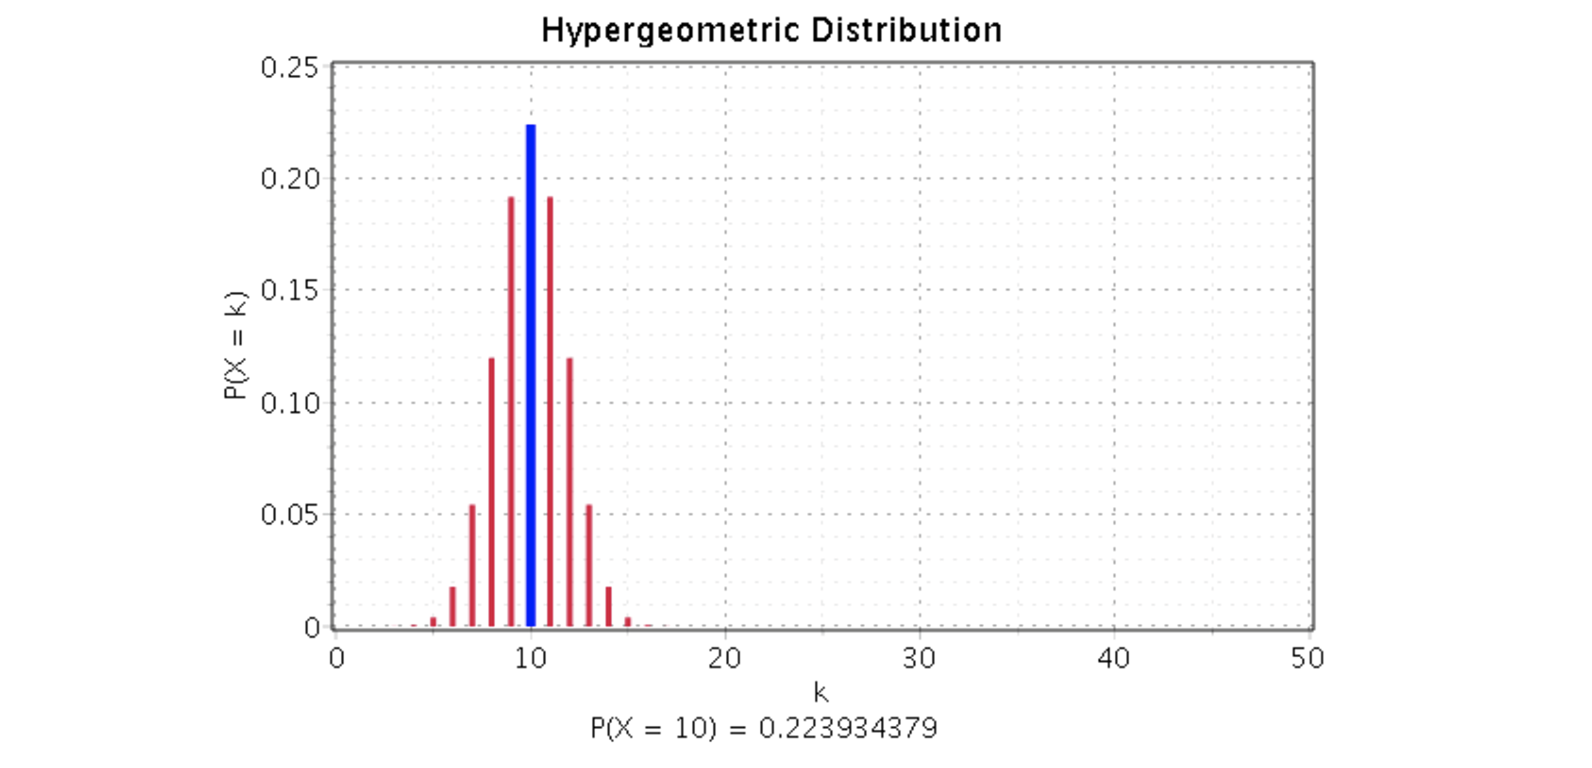 Hypergeometric Distribution
0.25
0.20
0.15
0.10
0.05
0
P(X = k)
0 10 20 30 40 50
k
P(X = 10) = 0.223934379